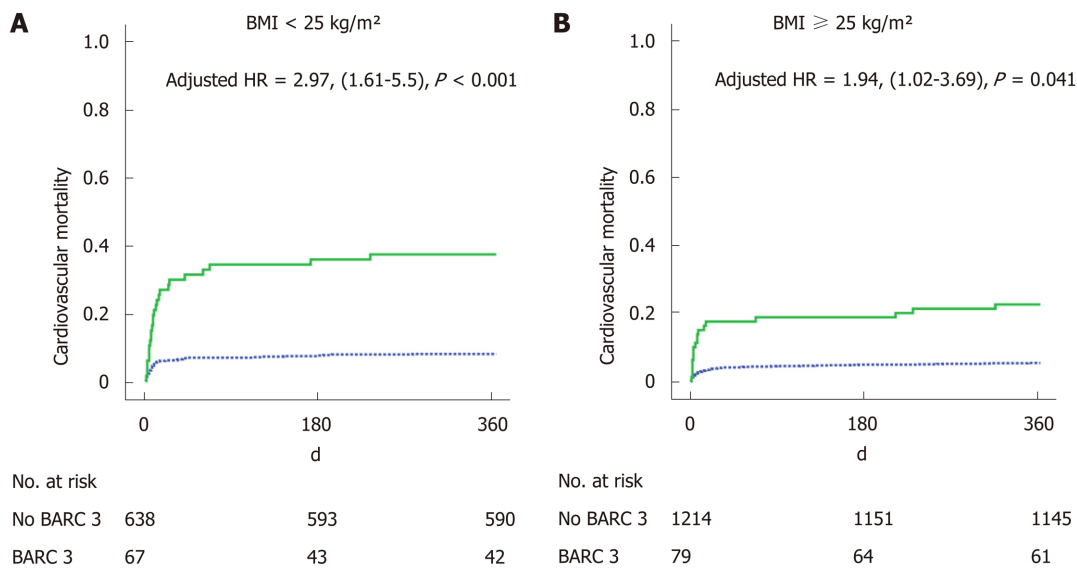 A
BMI < 25 kg/m²
Adjusted HR = 2.97, (1.61-5.5), P < 0.001
Cardiovascular mortality
1.0
0.8
0.6
0.4
0.2
0
0 180 360
d
No. at risk
No BARC 3 638 593 590
BARC 3 67 43 42
B
BMI ⩾ 25 kg/m²
Adjusted HR = 1.94, (1.02-3.69), P = 0.041
Cardiovascular mortality
1.0
0.8
0.6
0.4
0.2
0
0 180 360
d
No. at risk
No BARC 3 1214 1151 1145
BARC 3 79 64 61